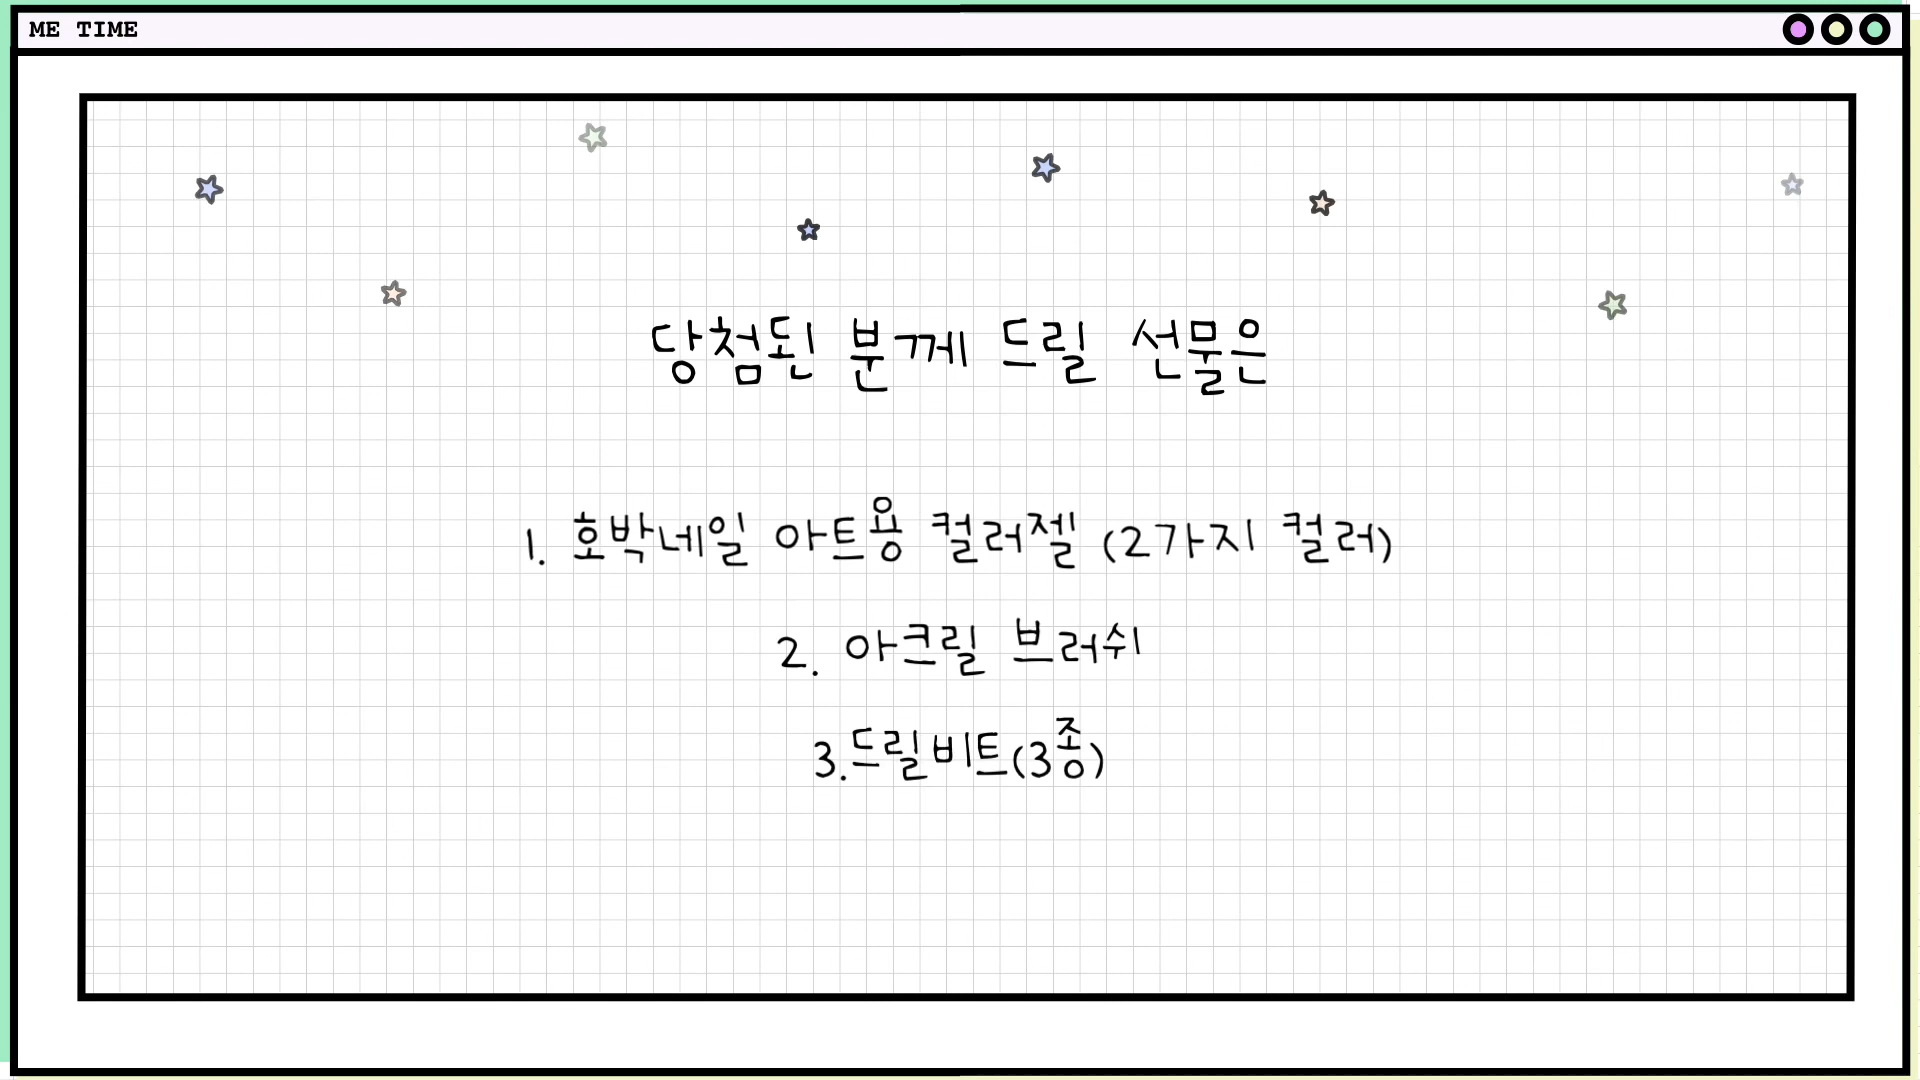 ME TIME
당첨된 분께 드릴 선물은
1. 호박네일 아트용 컬러젤 (2가지 컬러)
2. 아크릴 브러쉬
3.드릴비트(3종)